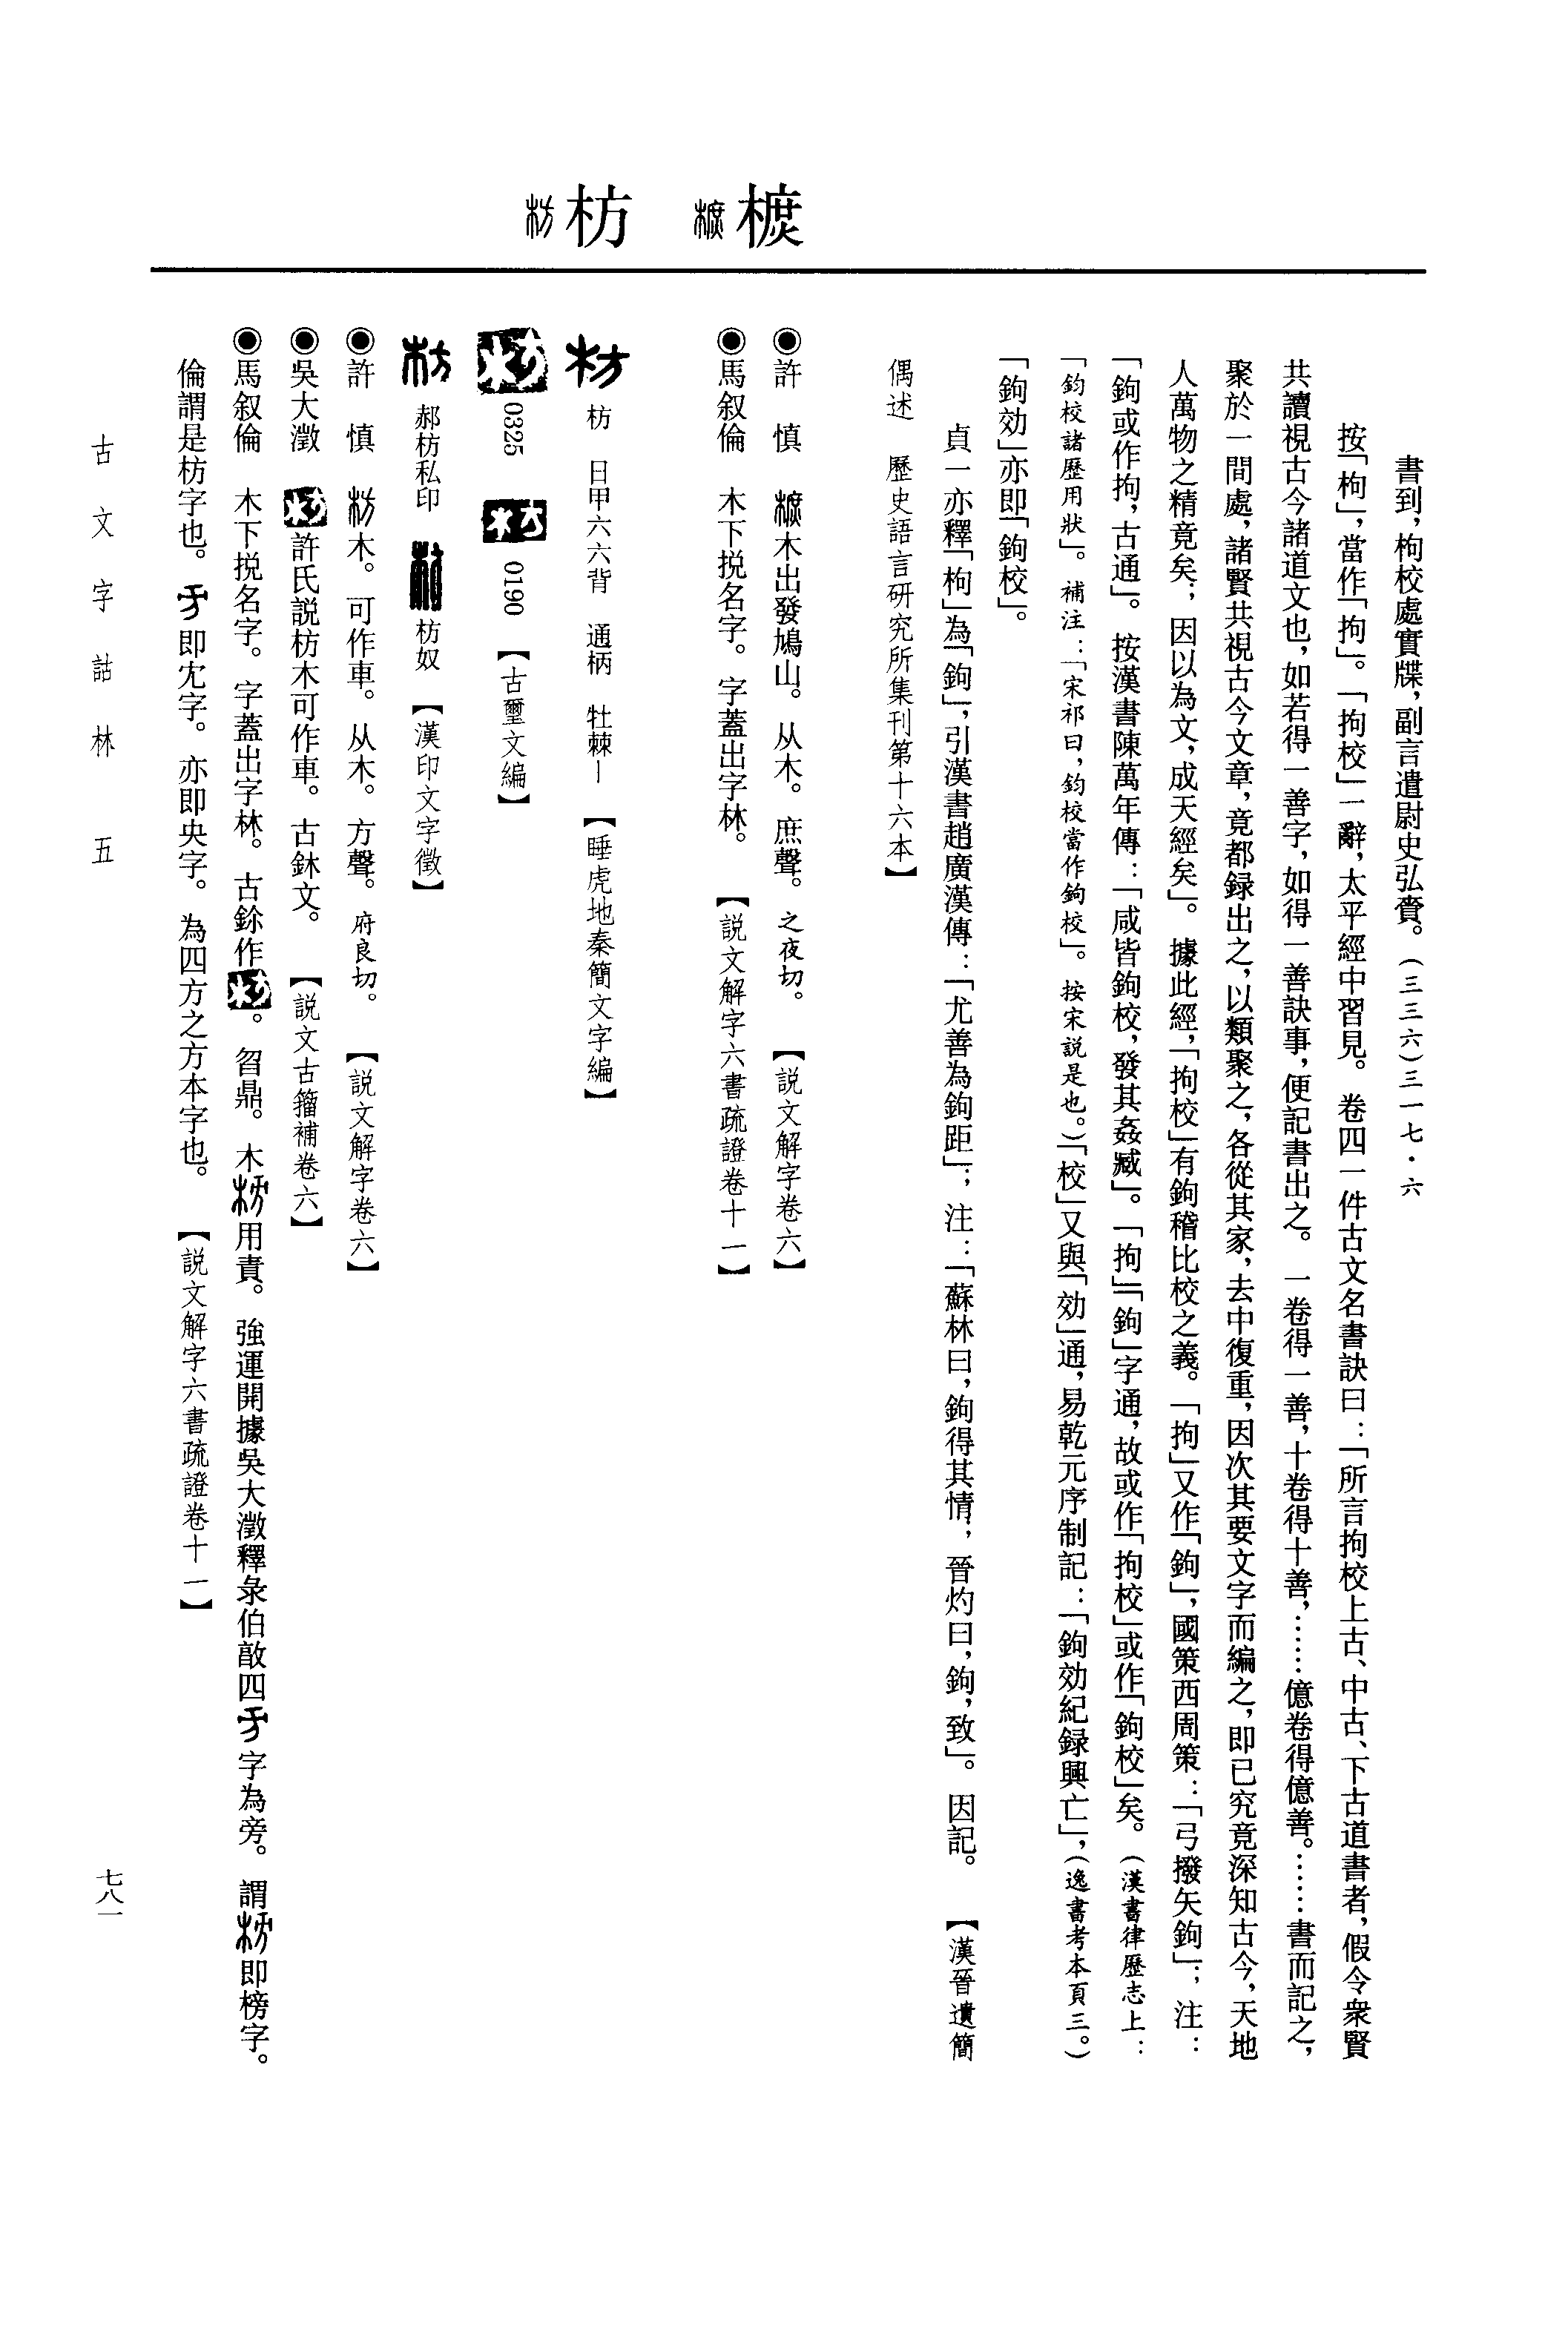 樜 枋
書到，枸校處實牒，副言遣尉史弘賫。（三三六）三一七·六
按「枸」，當作「拘」。「拘校」一辭，太平經中習見。卷四一件古文名書訣曰：「所言拘校上古、中古、下古道書者，假令衆賢
共讀視古今諸道文也，如若得一善字，如得一善訣事，便記書出之。一卷得一善，十卷得十善，……億卷得億善。……書而記之，
聚於一間處，諸賢共視古今文章，竟都録出之，以類聚之，各從其家，去中復重，因次其要文字而編之，即已究竟深知古今，天地
人萬物之精竟矣；因以為文，成天經矣」。據此經，「拘校」有鉤稽比校之義。「拘」又作「鉤」，國策西周策：「弓撥矢鉤」；注：
「鉤或作拘，古通」。按漢書陳萬年傳：「咸皆鉤校，發其姦臧」。「拘」「鉤」字通，故或作「拘校」或作「鉤校」矣。（漢書律歷志上：
「鈞校諸歷用狀」。補注：「宋祁曰，鈞校當作鉤校」。按宋説是也。）「校」又與「効」通，易乾元序制記：「鉤効紀録興亡」，（逸書考本頁三。）
「鉤効」亦即「鉤校」。
貞一亦釋「枸」為「鉤」，引漢書趙廣漢傳：「尤善為鉤距」；注：「蘇林曰，鉤得其情；晉灼曰，鉤，致」。因記。【漢晉遺簡
偶述 歷史語言研究所集刊第十六本】
◉許 慎 樜木出發鳩山。从木。庶聲。之夜切。【説文解字卷六】
◉馬叙倫 木下挩名字。字蓋出字林。【説文解字六書疏證卷十一】
枋 日甲六六背 通柄 牡棘一【睡虎地秦簡文字編】
0325 0190【古璽文編】
郝枋私印 枋奴【漢印文字徵】
◉許 慎 枋木。可作車。从木。方聲。府良切。【説文解字卷六】
◉吳大澂 許氏説枋木可作車。古鉢文。【説文古籀補卷六】
◉馬叙倫 木下挩名字。字蓋出字林。古鉩作。曶鼎。木用責。強運開據吳大澂釋彔伯㪤四字為旁。謂即榜字。
倫謂是枋字也。即冘字。亦即央字。為四方之方本字也。【説文解字六書疏證卷十一】
古文字詁林 五
七八一